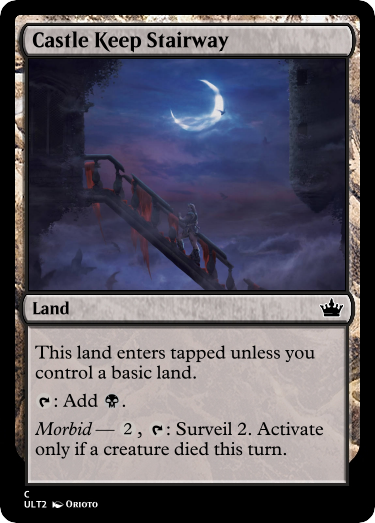 Castle Keep Stairway
Land
This land enters tapped unless you
control a basic land.
: Add .
Morbid — 2 , : Surveil 2. Activate
only if a creature died this turn.
C
ULT2 Orioto